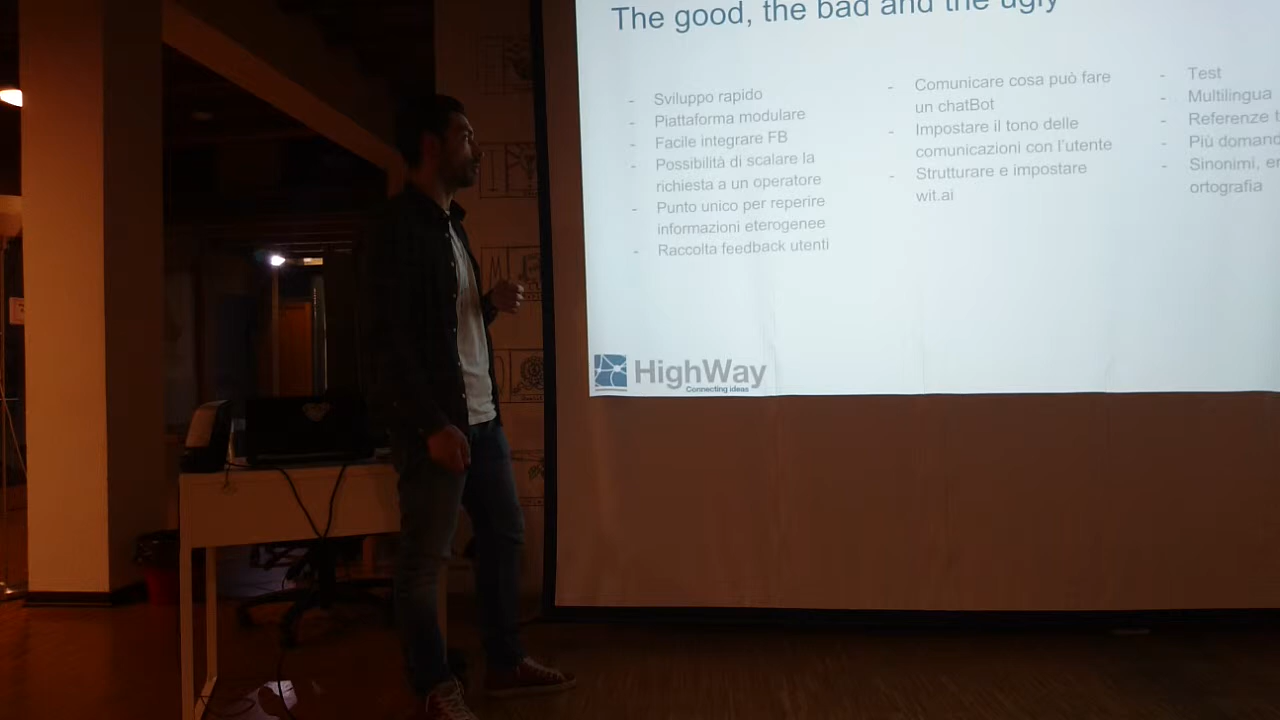 The good, the bad and the ugly
- Sviluppo rapido
- Piattaforma modulare
- Facile integrare FB
- Possibilità di scalare la
richiesta a un operatore
- Punto unico per reperire
informazioni eterogenee
- Raccolta feedback utenti
- Comunicare cosa può fare
un chatBot
- Impostare il tono delle
comunicazioni con l'utente
- Strutturare e impostare
wit.ai
- Test
- Multilingua
- Referenze
- Più
- Sinonimi,
ortografia
HighWay
Connecting ideas